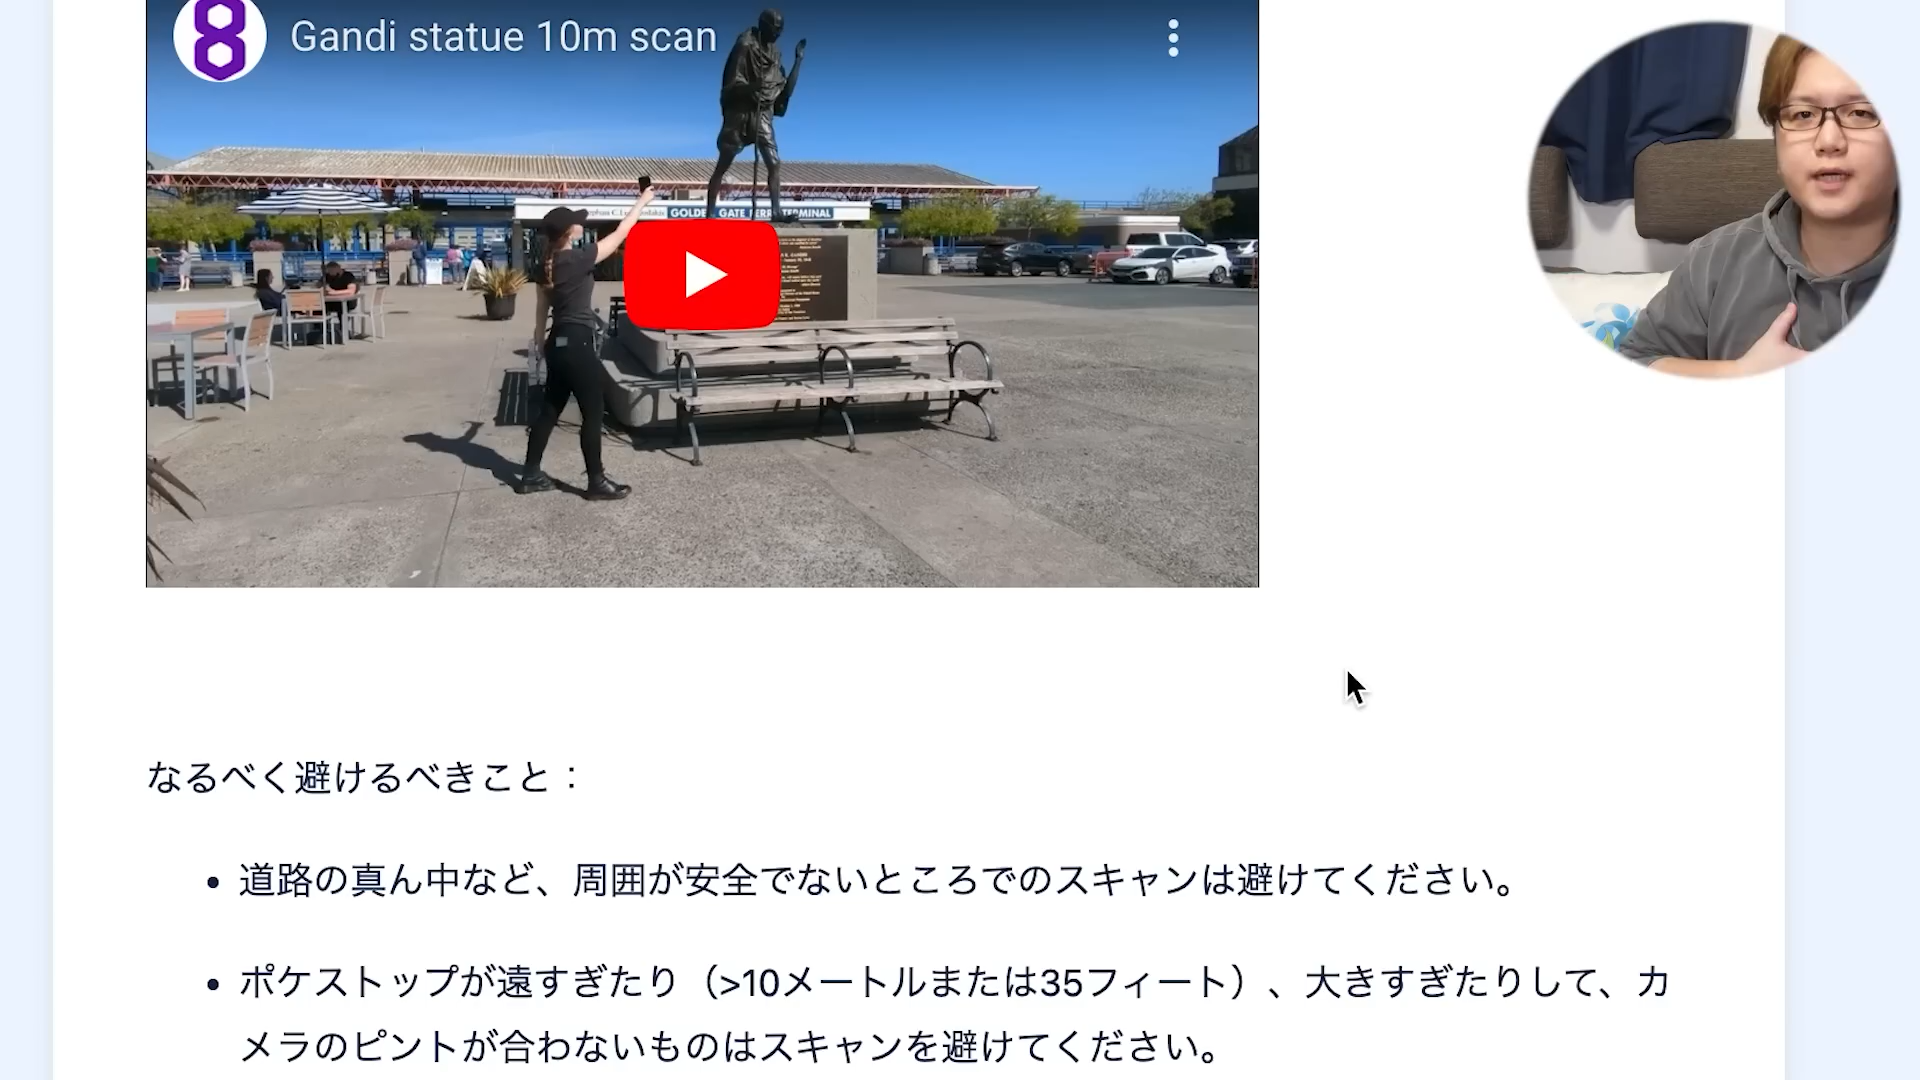 Gandi statue 10m scan
GOLDEN GATE FERRY TERMINAL
なるべく避けるべきこと：
• 道路の真ん中など、周囲が安全でないところでのスキャンは避けてください。
• ポケストップが遠すぎたり（>10メートルまたは35フィート）、大きすぎたりして、カ
メラのピントが合わないものはスキャンを避けてください。